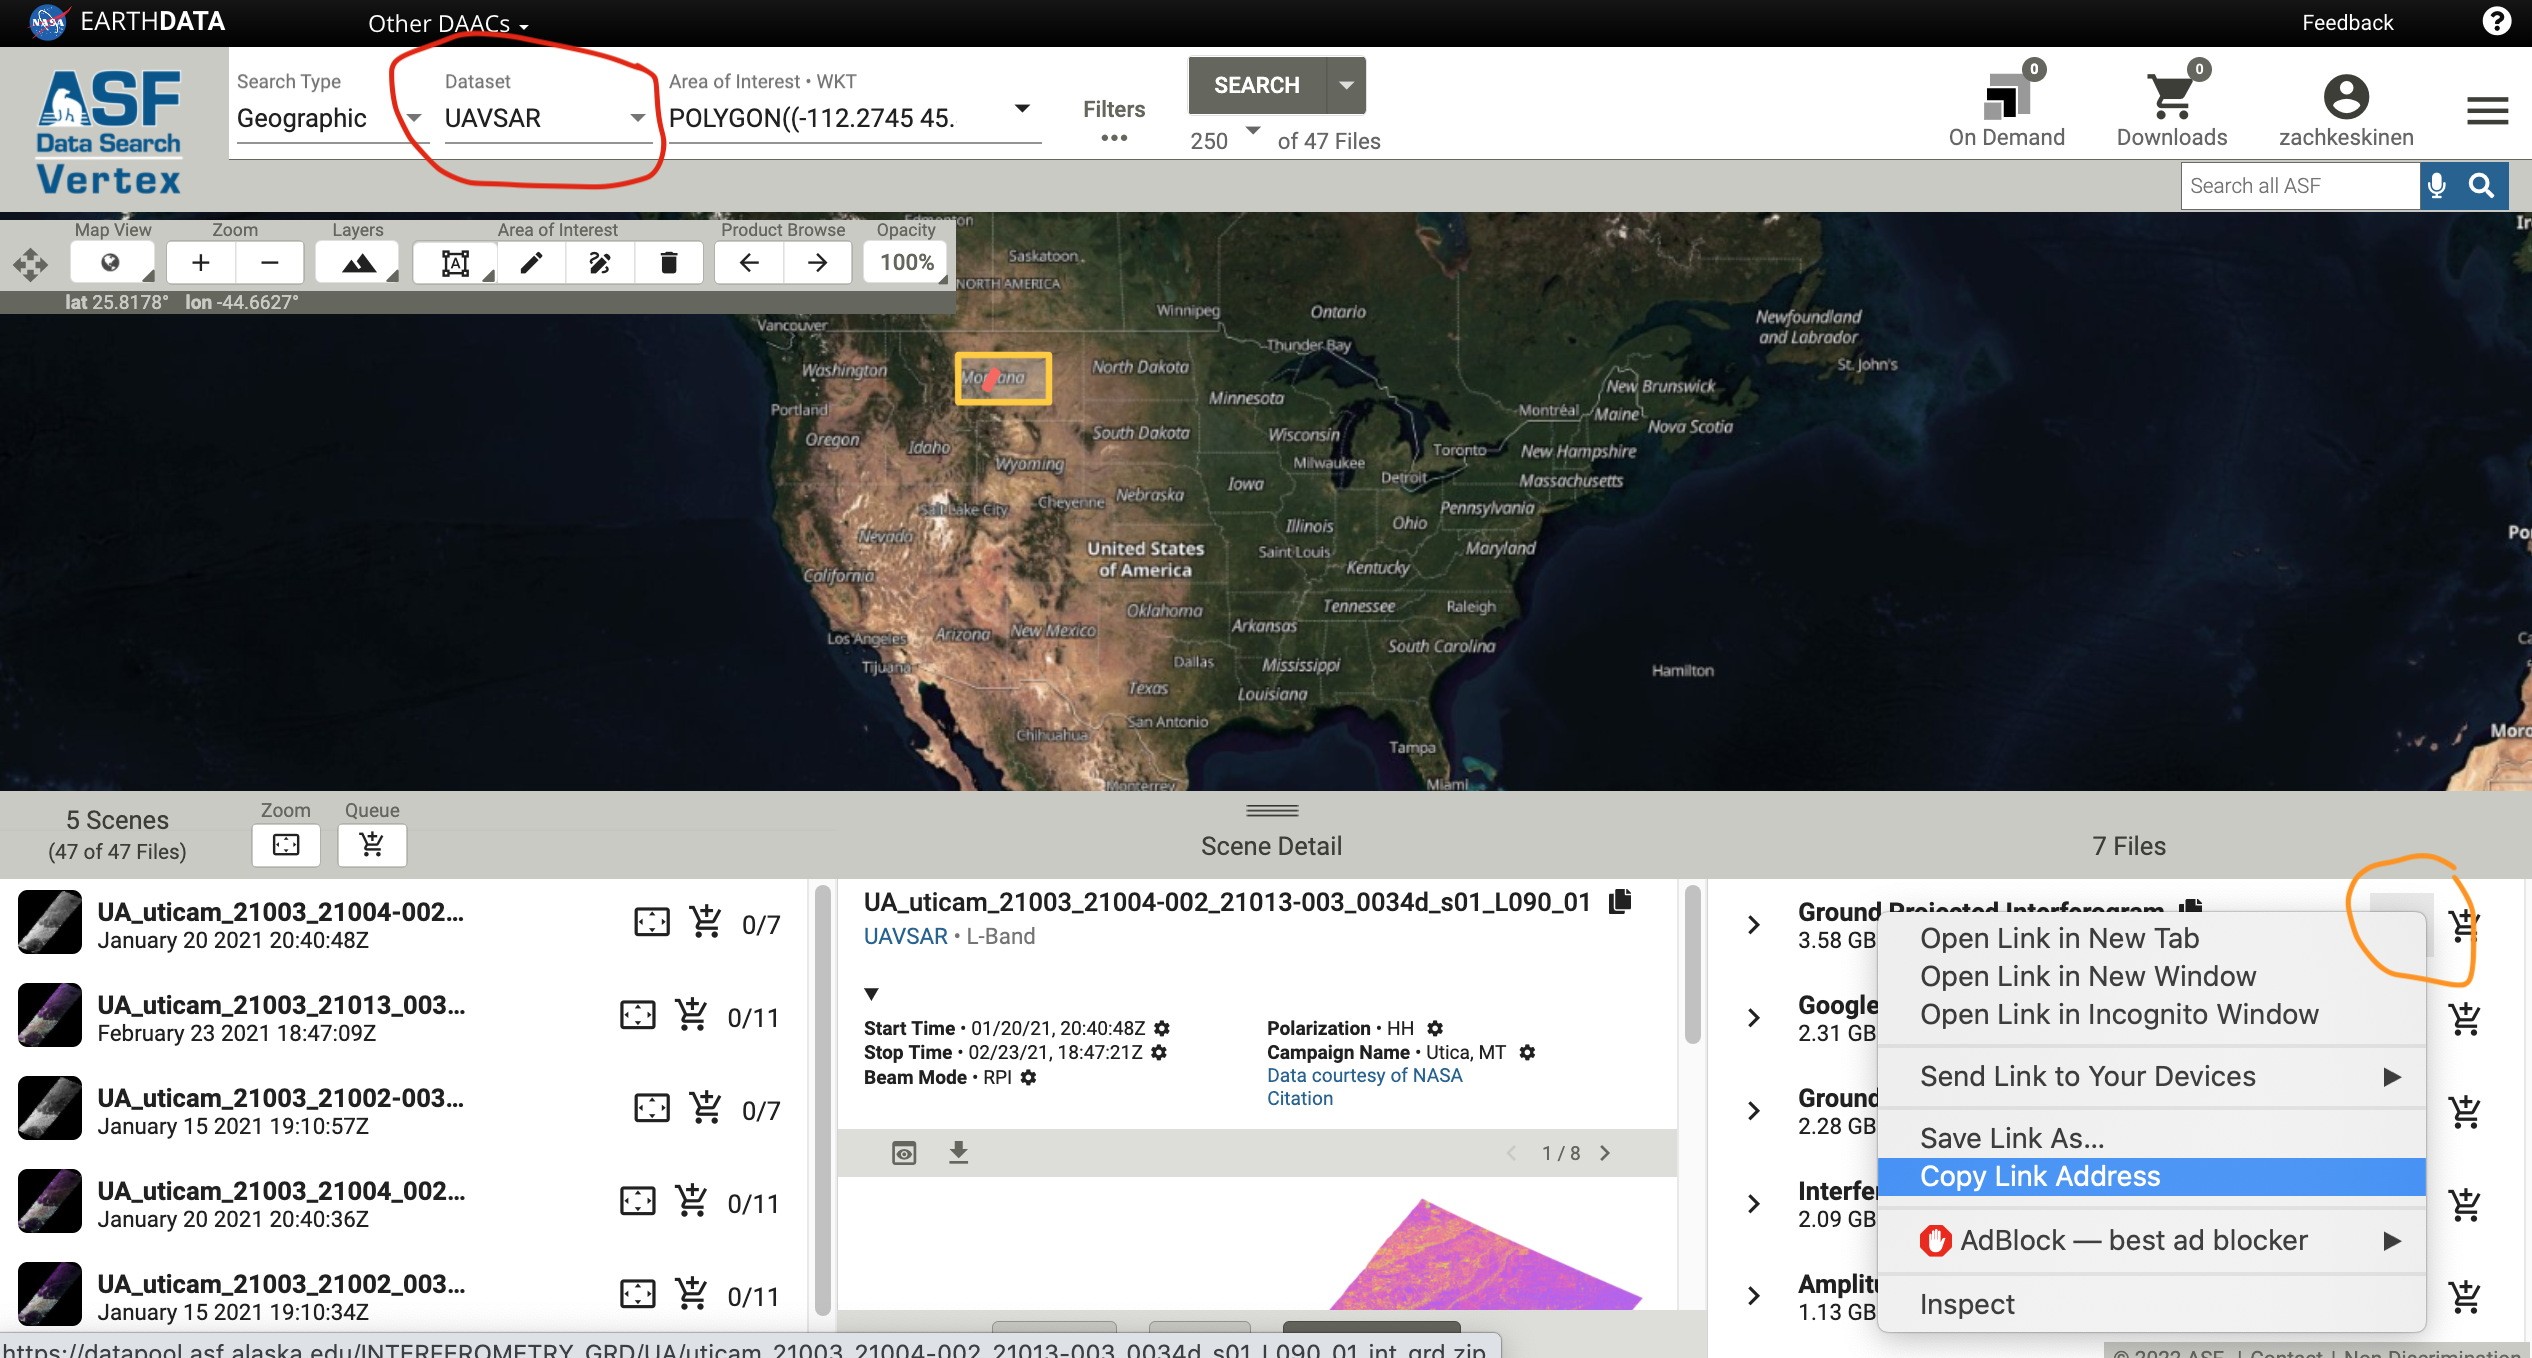 EARTHDATA
Other DAACs
Feedback
ASF
Data Search
Vertex
Search Type
Geographic
Dataset
UAVSAR
Area of Interest • WKT
POLYGON((-112.2745 45.
Filters
•••
SEARCH
250 of 47 Files
0
On Demand
0
Downloads
zachkeskinen
Search all ASF
Map View
Zoom
Layers
Area of Interest
Product Browse
Opacity
100%
lat 25.8178° lon -44.6627°
Edmonton
Saskatoon
NORTH AMERICA
Winnipeg
Ontario
Newfoundland
and Labrador
Vancouver
Thunder Bay
St. John's
Washington
Montana
North Dakota
New Brunswick
Minnesota
Portland
Montréal
Maine
Nova Scotia
Oregon
Idaho
South Dakota
Wisconsin
Toronto
New Hampshire
Wyoming
Milwaukee
Detroit
Massachusetts
Iowa
Cheyenne
Nebraska
Salt Lake City
Pennsylvania
Illinois
Ohio
Nevada
United States
of America
Saint Louis
Maryland
Kentucky
California
Oklahoma
Tennessee
Raleigh
Arkansas
Los Angeles
Arizona
New Mexico
South Carolina
Tijuana
Dallas
Mississippi
Hamilton
Texas
Louisiana
San Antonio
Chihuahua
Tampa
Monterrey
Miami
5 Scenes
(47 of 47 Files)
Zoom
Queue
Scene Detail
7 Files
UA_uticam_21003_21004-002...
January 20 2021 20:40:48Z
0/7
UA_uticam_21003_21013_003...
February 23 2021 18:47:09Z
0/11
UA_uticam_21003_21002-003...
January 15 2021 19:10:57Z
0/7
UA_uticam_21003_21004_002...
January 20 2021 20:40:36Z
0/11
UA_uticam_21003_21002_003...
January 15 2021 19:10:34Z
0/11
UA_uticam_21003_21004-002_21013-003_0034d_s01_L090_01
UAVSAR • L-Band
Start Time • 01/20/21, 20:40:48Z
Stop Time • 02/23/21, 18:47:21Z
Beam Mode • RPI
Polarization • HH
Campaign Name • Utica, MT
Data courtesy of NASA
Citation
1 / 8
Ground Projected Interferogram
3.58 GB
Google
2.31 GB
Ground
2.28 GB
Interfe
2.09 GB
Amplit
1.13 GB
Open Link in New Tab
Open Link in New Window
Open Link in Incognito Window
Send Link to Your Devices
Save Link As...
Copy Link Address
AdBlock — best ad blocker
Inspect
https://datapool.asf.alaska.edu/INTERFEROMETRY_GRD/UA/uticam_21003_21004-002_21013-003_0034d_s01_L090_01_int_grd.zip
© 2022 ASF | Contact | Non Discrimination